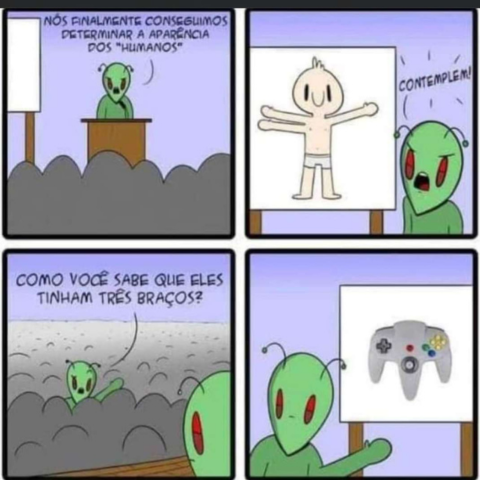 NÓS FINALMENTE CONSEGUIMOS
DETERMINAR A APARÊNCIA
DOS "HUMANOS"
CONTEMPLEM!
COMO VOCÊ SABE QUE ELES
TINHAM TRÊS BRAÇOS?